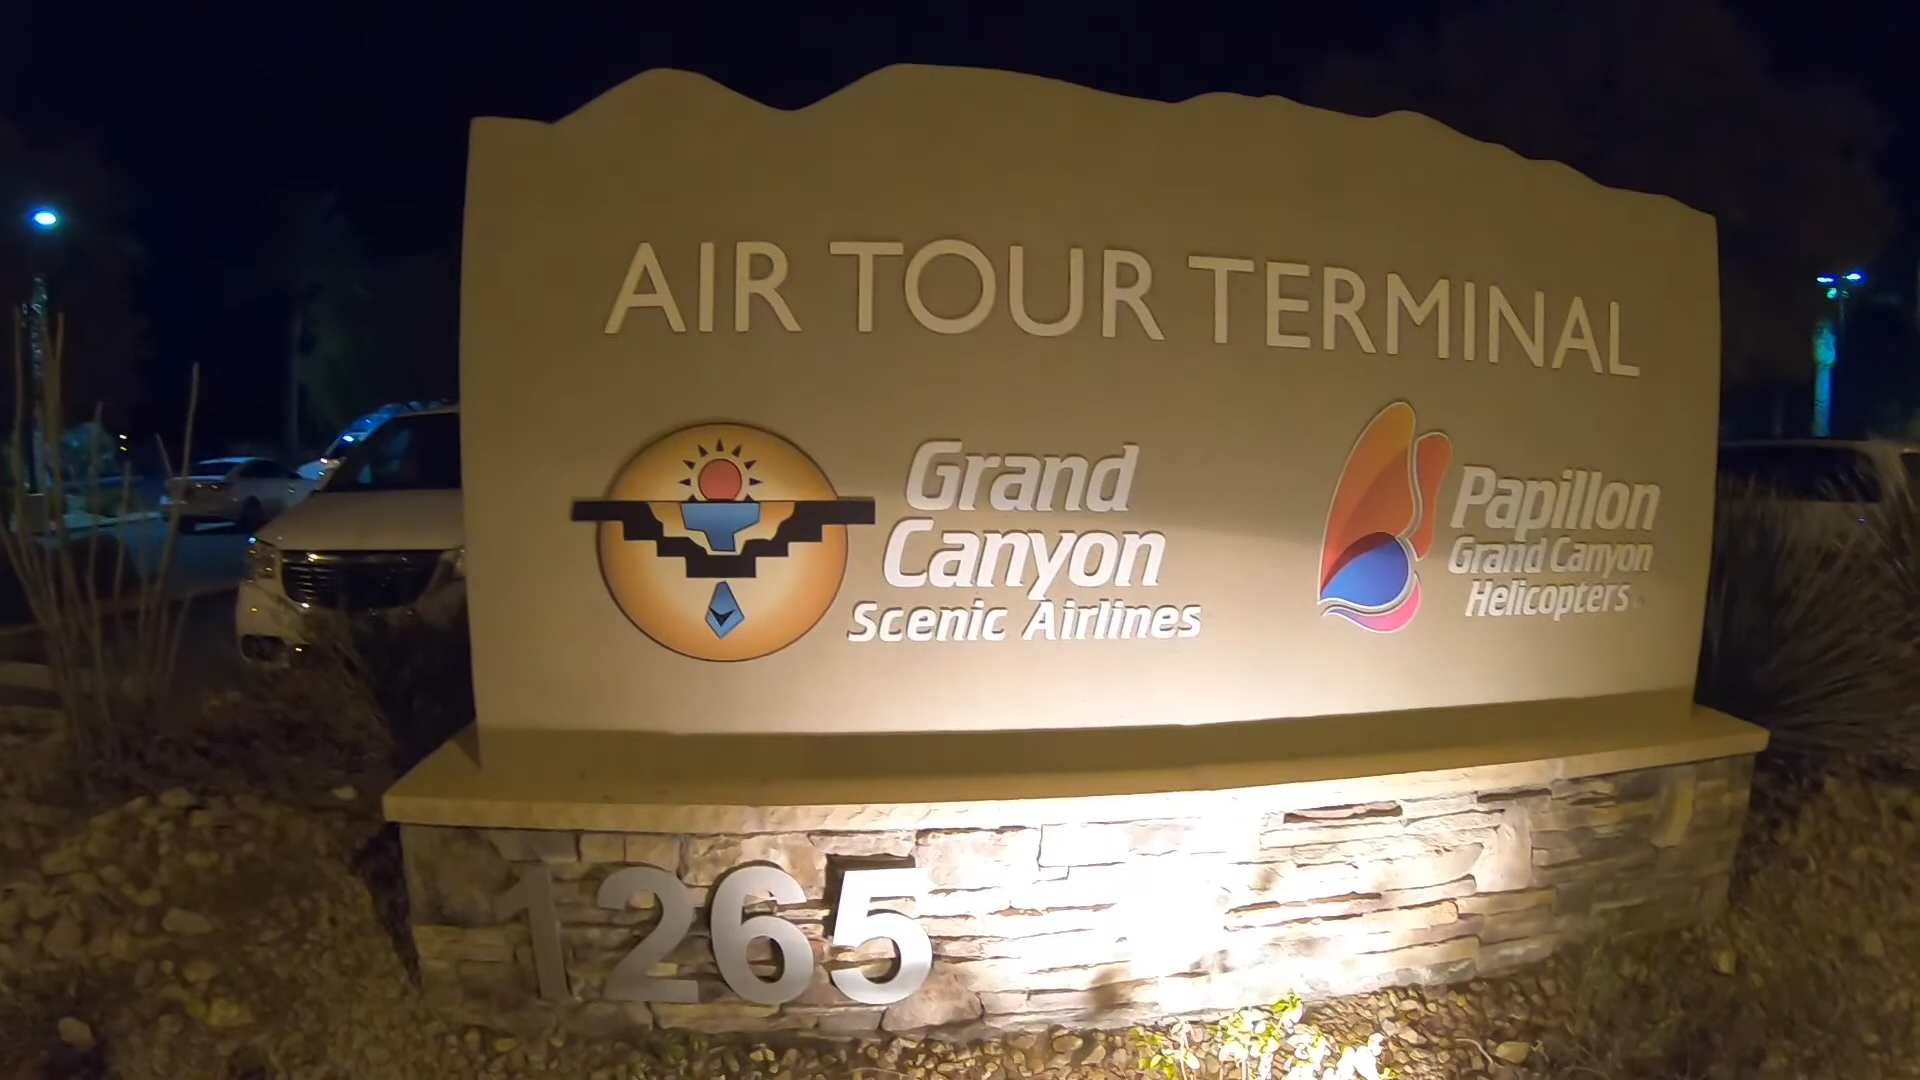 AIR TOUR TERMINAL
Grand
Canyon
Scenic Airlines
Papillon
Grand Canyon
Helicopters
1265